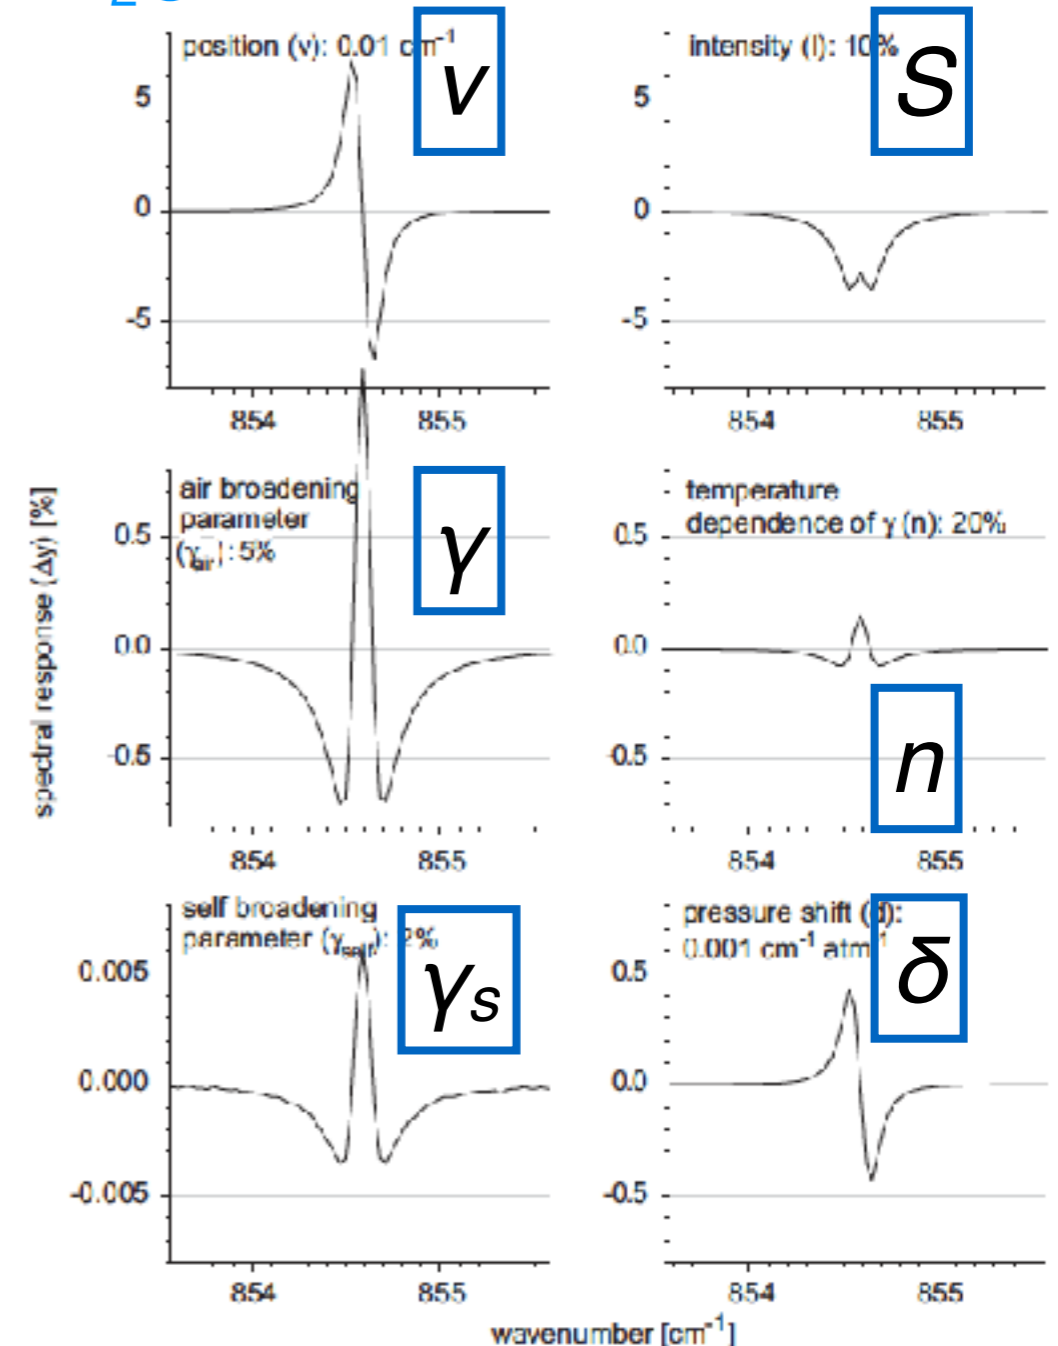 position (ν): 0.01 cm⁻¹
ν
5
0
-5
854 855
intensity (I): 10%
S
5
0
-5
854 855
spectral response (Δy) [%]
air broadening
parameter
(γair): 5%
γ
0.5
0.0
-0.5
854 855
temperature
dependence of γ (n): 20%
n
0.5
0.0
-0.5
854 855
self broadening
parameter (γself): 2%
γs
0.005
0.000
-0.005
854 855
pressure shift (d):
0.001 cm⁻¹ atm⁻¹
δ
0.5
0.0
-0.5
854 855
wavenumber [cm⁻¹]